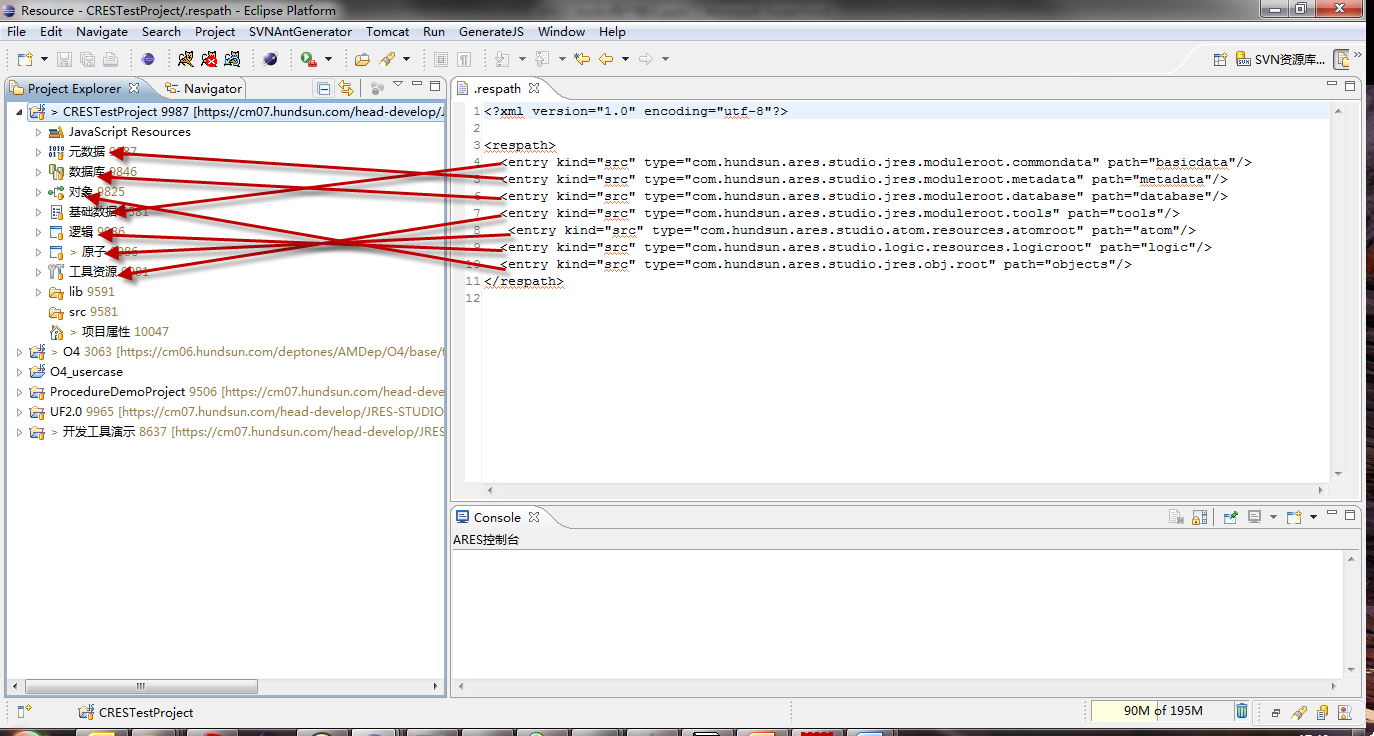 Resource - CRESTestProject/.respath - Eclipse Platform
File Edit Navigate Search Project SVNAntGenerator Tomcat Run GenerateJS Window Help
SVN资源库...
Project Explorer
Navigator
> CRESTestProject 9987 [https://cm07.hundsun.com/head-develop/J
JavaScript Resources
元数据
数据库 9846
对象 9825
基础数据
逻辑
> 原子
工具资源
lib 9591
src 9581
> 项目属性 10047
> O4 3063 [https://cm06.hundsun.com/deptones/AMDep/O4/base/t
O4_usercase
ProcedureDemoProject 9506 [https://cm07.hundsun.com/head-deve
UF2.0 9965 [https://cm07.hundsun.com/head-develop/JRES-STUDIO
> 开发工具演示 8637 [https://cm07.hundsun.com/head-develop/JRES
.respath
1 <?xml version="1.0" encoding="utf-8"?>
2
3 <respath>
4 <entry kind="src" type="com.hundsun.ares.studio.jres.moduleroot.commondata" path="basicdata"/>
5 <entry kind="src" type="com.hundsun.ares.studio.jres.moduleroot.metadata" path="metadata"/>
6 <entry kind="src" type="com.hundsun.ares.studio.jres.moduleroot.database" path="database"/>
7 <entry kind="src" type="com.hundsun.ares.studio.jres.moduleroot.tools" path="tools"/>
8 <entry kind="src" type="com.hundsun.ares.studio.atom.resources.atomroot" path="atom"/>
9 <entry kind="src" type="com.hundsun.ares.studio.logic.resources.logicroot" path="logic"/>
10 <entry kind="src" type="com.hundsun.ares.studio.jres.obj.root" path="objects"/>
11 </respath>
12
Console
ARES控制台
CRESTestProject
90M of 195M